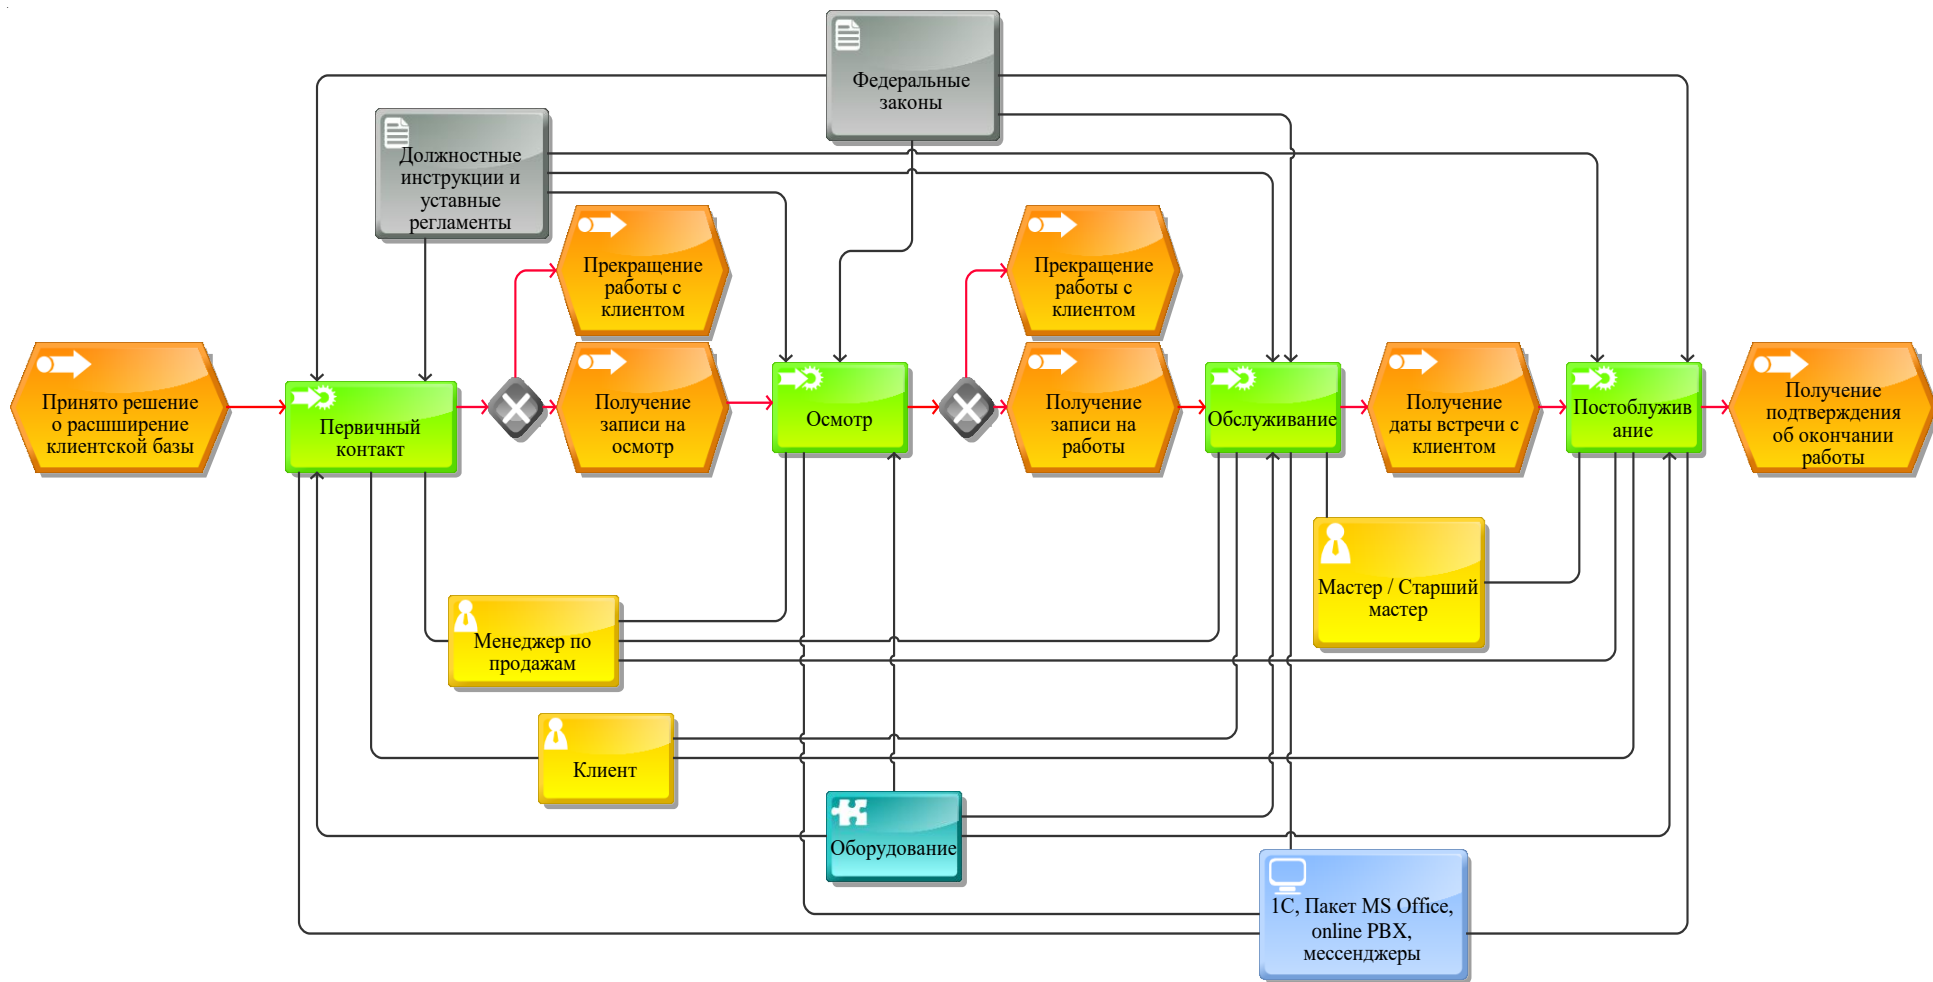 Федеральные
законы
Должностные
инструкции и
уставные
регламенты
Прекращение
работы с
клиентом
Прекращение
работы с
клиентом
Принято решение
о расшширение
клиентской базы
Первичный
контакт
Получение
записи на
осмотр
Осмотр
Получение
записи на
работы
Обслуживание
Получение
даты встречи с
клиентом
Постоблужив
ание
Получение
подтверждения
об окончании
работы
Мастер / Старший
мастер
Менеджер по
продажам
Клиент
Оборудование
1С, Пакет MS Office,
online PBX,
мессенджеры